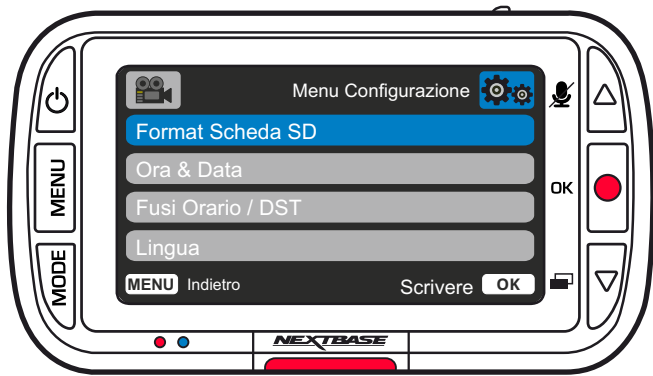 Menu Configurazione
Format Scheda SD
Ora & Data
Fusi Orario / DST
Lingua
MENU Indietro Scrivere OK
MENU
MODE
OK
NEXTBASE